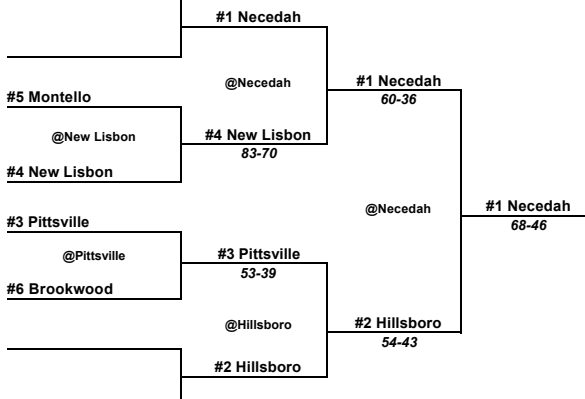 #1 Necedah
@Necedah
#1 Necedah
60-36
#5 Montello
@New Lisbon
#4 New Lisbon
83-70
#4 New Lisbon
@Necedah
#1 Necedah
68-46
#3 Pittsville
@Pittsville
#3 Pittsville
53-39
#6 Brookwood
@Hillsboro
#2 Hillsboro
54-43
#2 Hillsboro